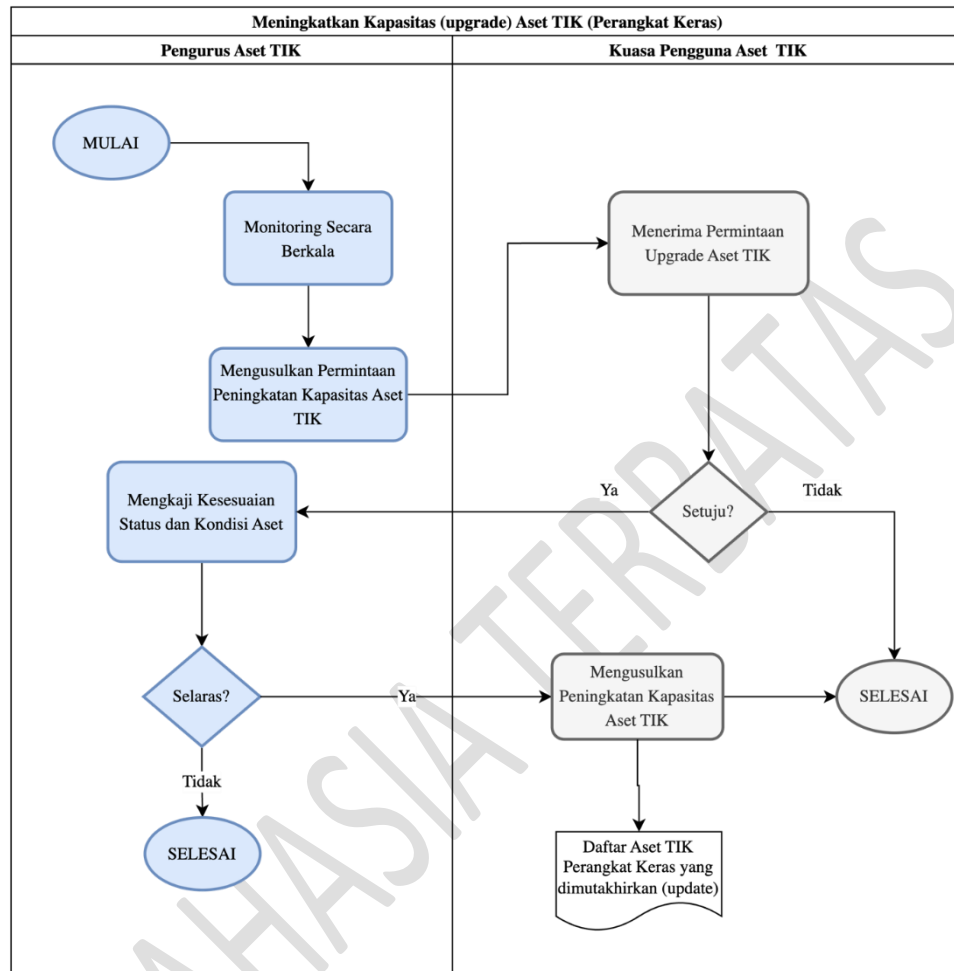 Meningkatkan Kapasitas (upgrade) Aset TIK (Perangkat Keras)
Pengurus Aset TIK
Kuasa Pengguna Aset TIK
MULAI
Monitoring Secara
Berkala
Menerima Permintaan
Upgrade Aset TIK
Mengusulkan Permintaan
Peningkatan Kapasitas Aset
TIK
Mengkaji Kesesuaian
Status dan Kondisi Aset
Ya
Setuju?
Tidak
Selaras?
Ya
Mengusulkan
Peningkatan Kapasitas
Aset TIK
SELESAI
Tidak
SELESAI
Daftar Aset TIK
Perangkat Keras yang
dimutakhirkan (update)
AHASIA TERBATAS